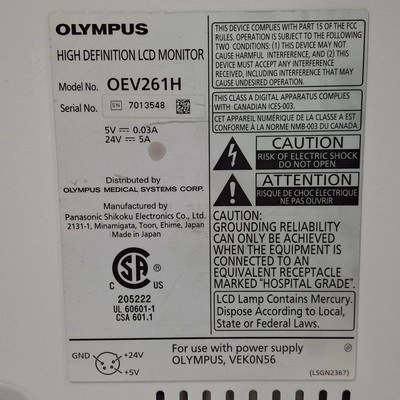 OLYMPUS
HIGH DEFINITION LCD MONITOR
Model No. OEV261H
Serial No. SN 7013548
5V ⎓ 0.03A
24V ⎓ 5A
Distributed by
OLYMPUS MEDICAL SYSTEMS CORP.
Manufactured by
Panasonic Shikoku Electronics Co., Ltd.
2131-1, Minamigata, Toon, Ehime, Japan
Made in Japan
C US
205222
UL 60601-1
CSA 601.1
GND
+24V
+5V
THIS DEVICE COMPLIES WITH PART 15 OF THE FCC
RULES. OPERATION IS SUBJECT TO THE FOLLOWING
TWO CONDITIONS: (1) THIS DEVICE MAY NOT
CAUSE HARMFUL INTERFERENCE, AND (2) THIS
DEVICE MUST ACCEPT ANY INTERFERENCE
RECEIVED, INCLUDING INTERFERENCE THAT MAY
CAUSE UNDESIRED OPERATION.
THIS CLASS A DIGITAL APPARATUS COMPLIES
WITH CANADIAN ICES-003.
CET APPAREIL NUMÉRIQUE DE LA CLASSE A EST
CONFORME À LA NORME NMB-003 DU CANADA.
CAUTION
RISK OF ELECTRIC SHOCK
DO NOT OPEN
ATTENTION
RISQUE DE CHOC ÉLECTRIQUE
NE PAS OUVRIR
CAUTION:
GROUNDING RELIABILITY
CAN ONLY BE ACHIEVED
WHEN THE EQUIPMENT IS
CONNECTED TO AN
EQUIVALENT RECEPTACLE
MARKED "HOSPITAL GRADE".
LCD Lamp Contains Mercury.
Dispose According to Local,
State or Federal Laws.
For use with power supply
OLYMPUS, VEK0N56
(LSGN2367)